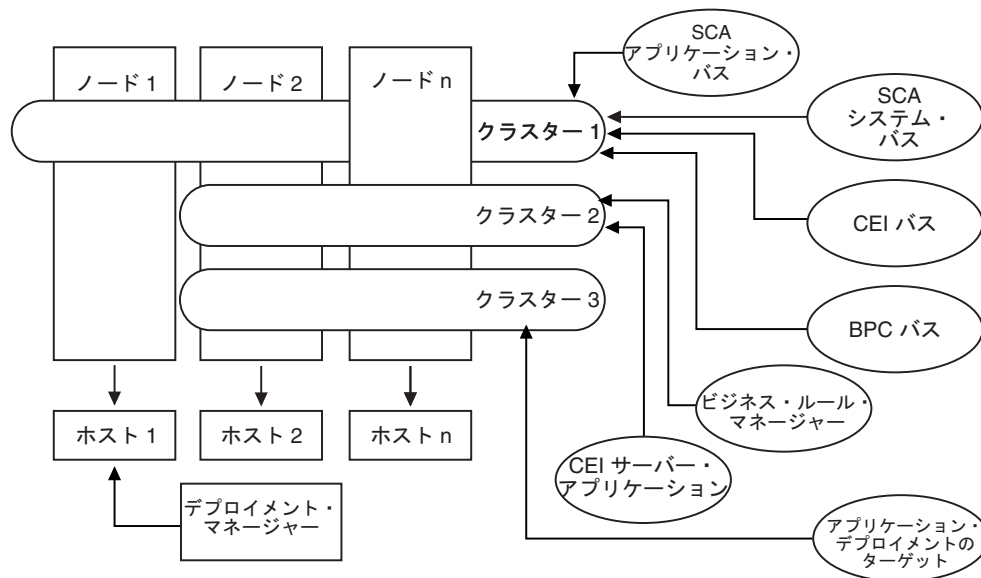 SCA
アプリケーション・
バス
ノード 1
ノード 2
ノード n
クラスター 1
SCA
システム・
バス
クラスター 2
CEI バス
クラスター 3
BPC バス
ビジネス・ルール・
マネージャー
ホスト 1
ホスト 2
ホスト n
CEI サーバー・
アプリケーション
デプロイメント・
マネージャー
アプリケーション・
デプロイメントの
ターゲット